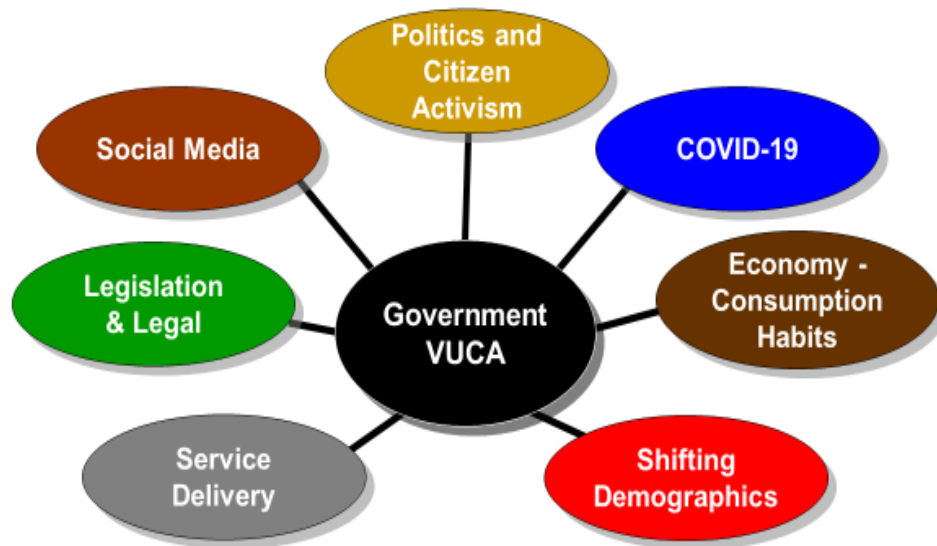 Politics and
Citizen
Activism
Social Media
COVID-19
Legislation
& Legal
Government
VUCA
Economy -
Consumption
Habits
Service
Delivery
Shifting
Demographics